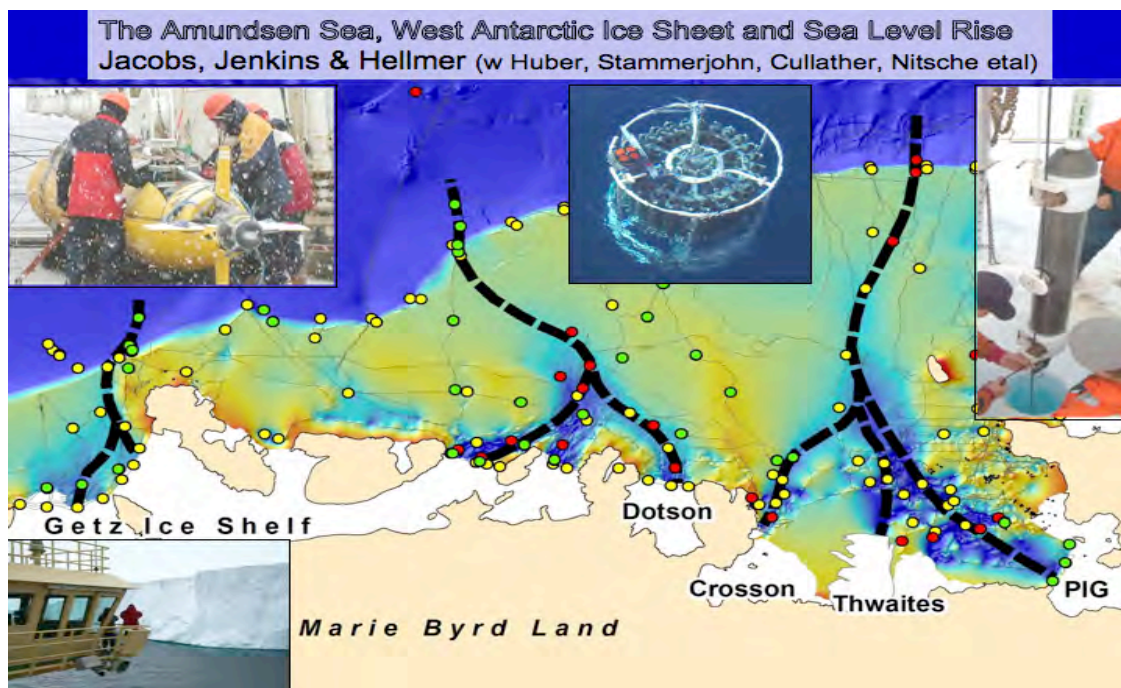 The Amundsen Sea, West Antarctic Ice Sheet and Sea Level Rise
Jacobs, Jenkins & Hellmer (w Huber, Stammerjohn, Cullather, Nitsche etal)
Getz Ice Shelf
Dotson
Crosson
Thwaites
PIG
Marie Byrd Land